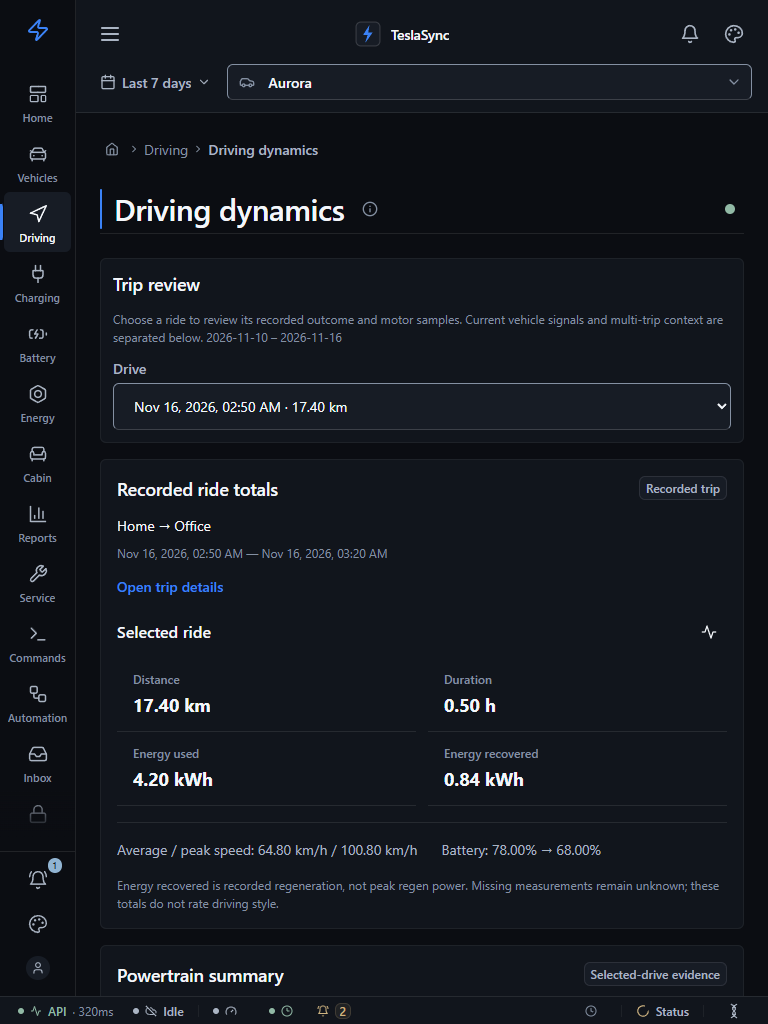 TeslaSync
Last 7 days
Aurora
Home
Vehicles
Driving
Charging
Battery
Energy
Cabin
Reports
Service
Commands
Automation
Inbox
1
Driving > Driving dynamics
Driving dynamics
Trip review
Choose a ride to review its recorded outcome and motor samples. Current vehicle signals and multi-trip context are
separated below. 2026-11-10 – 2026-11-16
Drive
Nov 16, 2026, 02:50 AM · 17.40 km
Recorded ride totals
Recorded trip
Home → Office
Nov 16, 2026, 02:50 AM — Nov 16, 2026, 03:20 AM
Open trip details
Selected ride
Distance
17.40 km
Duration
0.50 h
Energy used
4.20 kWh
Energy recovered
0.84 kWh
Average / peak speed: 64.80 km/h / 100.80 km/h
Battery: 78.00% → 68.00%
Energy recovered is recorded regeneration, not peak regen power. Missing measurements remain unknown; these
totals do not rate driving style.
Powertrain summary
Selected-drive evidence
API · 320ms
Idle
2
Status